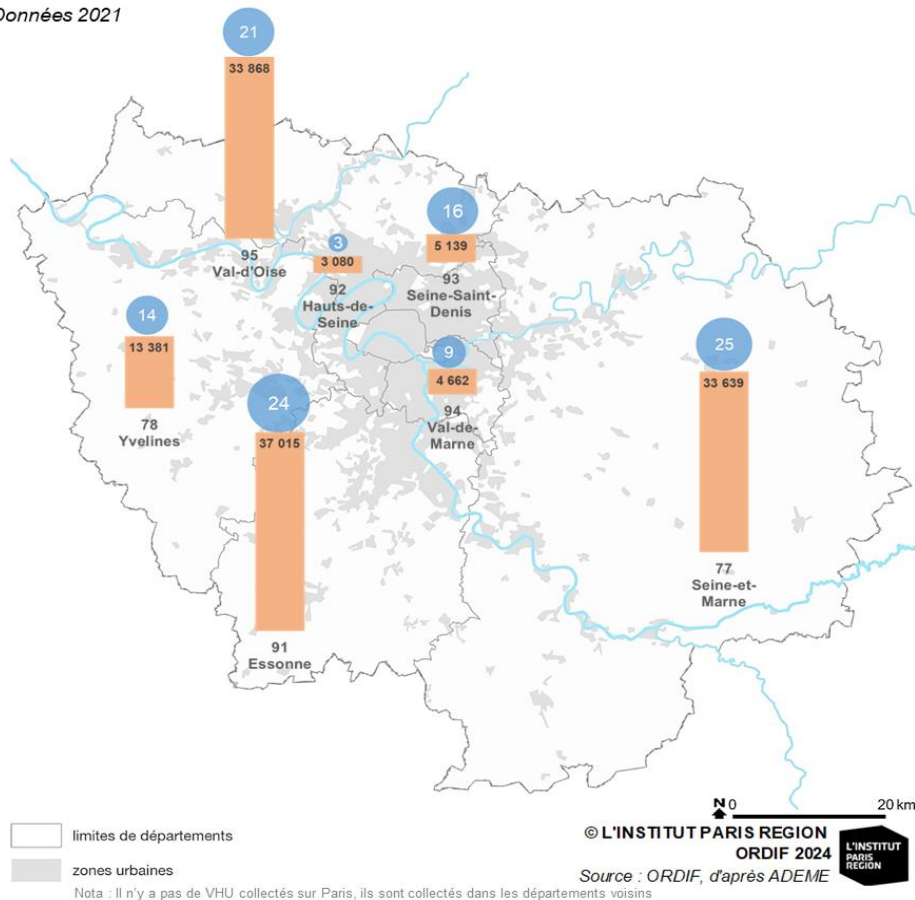 Données 2021
21
33 868
95
Val-d'Oise
3
3 080
92
Hauts-de-
Seine
16
5 139
93
Seine-Saint-
Denis
14
13 381
78
Yvelines
9
4 662
94
Val-de-
Marne
25
33 639
77
Seine-et-
Marne
24
37 015
91
Essonne
N 0 20 km
limites de départements
zones urbaines
© L'INSTITUT PARIS REGION
ORDIF 2024
Source : ORDIF, d'après ADEME
L'INSTITUT
PARIS
REGION
Nota : Il n'y a pas de VHU collectés sur Paris, ils sont collectés dans les départements voisins